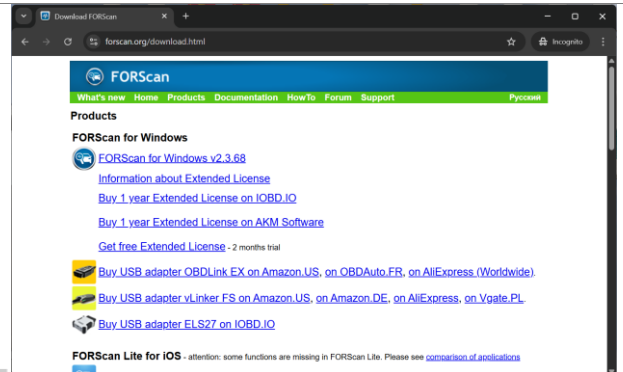 Download FORScan
forscan.org/download.html
Incognito
FORScan
What's new Home Products Documentation HowTo Forum Support Русский
Products
FORScan for Windows
FORScan for Windows v2.3.68
Information about Extended License
Buy 1 year Extended License on IOBD.IO
Buy 1 year Extended License on AKM Software
Get free Extended License - 2 months trial
Buy USB adapter OBDLink EX on Amazon.US, on OBDAuto.FR, on AliExpress (Worldwide).
Buy USB adapter vLinker FS on Amazon.US, on Amazon.DE, on AliExpress, on Vgate.PL.
Buy USB adapter ELS27 on IOBD.IO
FORScan Lite for iOS - attention: some functions are missing in FORScan Lite. Please see comparison of applications